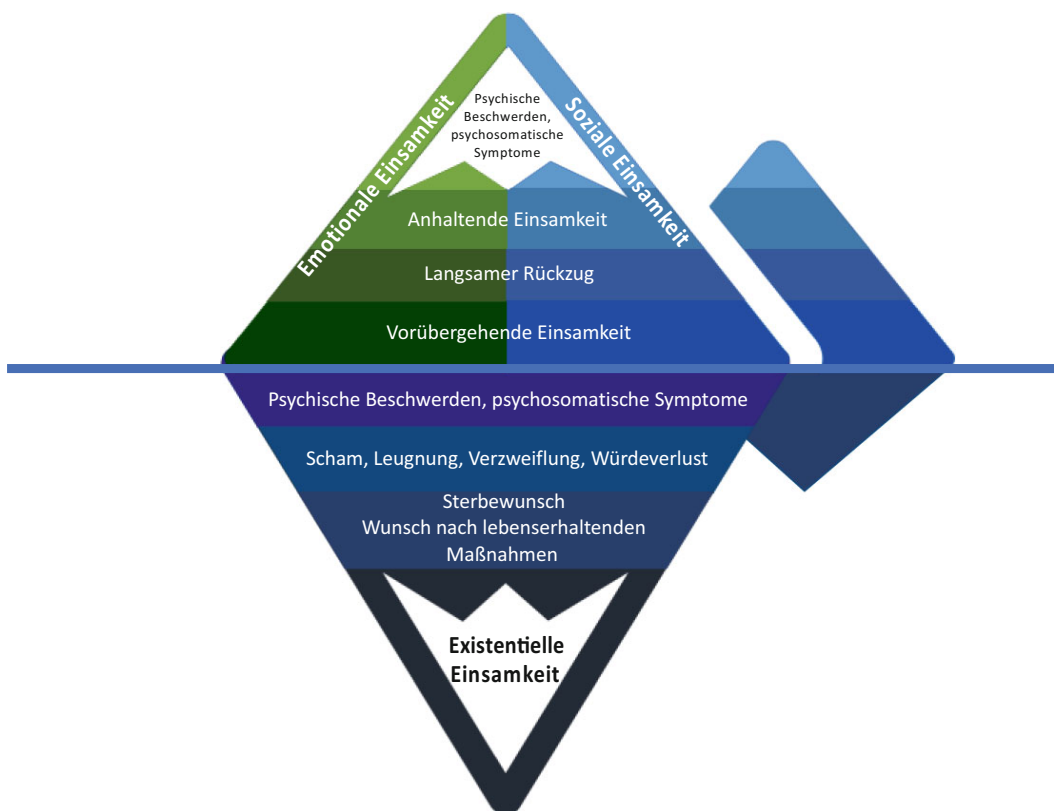 Psychische
Beschwerden,
psychosomatische
Symptome
Emotionale Einsamkeit
Soziale Einsamkeit
Anhaltende Einsamkeit
Langsamer Rückzug
Vorübergehende Einsamkeit
Psychische Beschwerden, psychosomatische Symptome
Scham, Leugnung, Verzweiflung, Würdeverlust
Sterbewunsch
Wunsch nach lebenserhaltenden
Maßnahmen
Existentielle
Einsamkeit